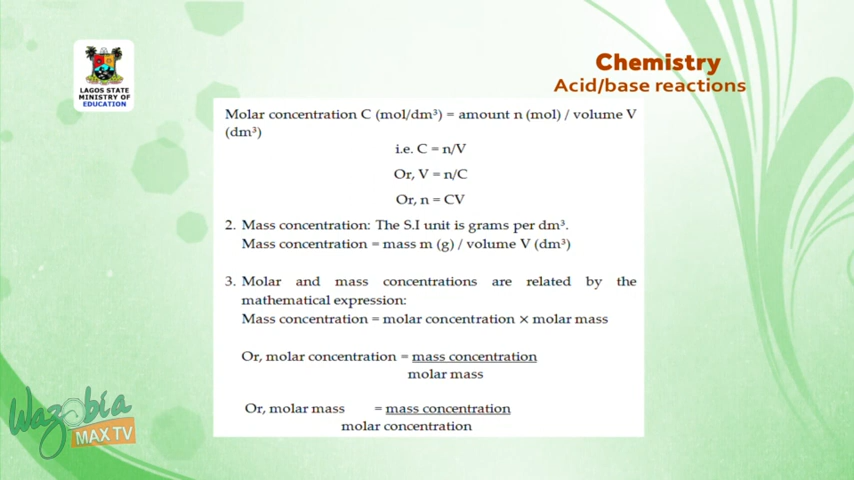 LAGOS STATE
MINISTRY OF
EDUCATION
Chemistry
Acid/base reactions
Molar concentration C (mol/dm³) = amount n (mol) / volume V
(dm³)
i.e. C = n/V
Or, V = n/C
Or, n = CV
2. Mass concentration: The S.I unit is grams per dm³.
Mass concentration = mass m (g) / volume V (dm³)
3. Molar and mass concentrations are related by the
mathematical expression:
Mass concentration = molar concentration × molar mass
Or, molar concentration = mass concentration
molar mass
Or, molar mass = mass concentration
molar concentration
Wazobia
MAX TV